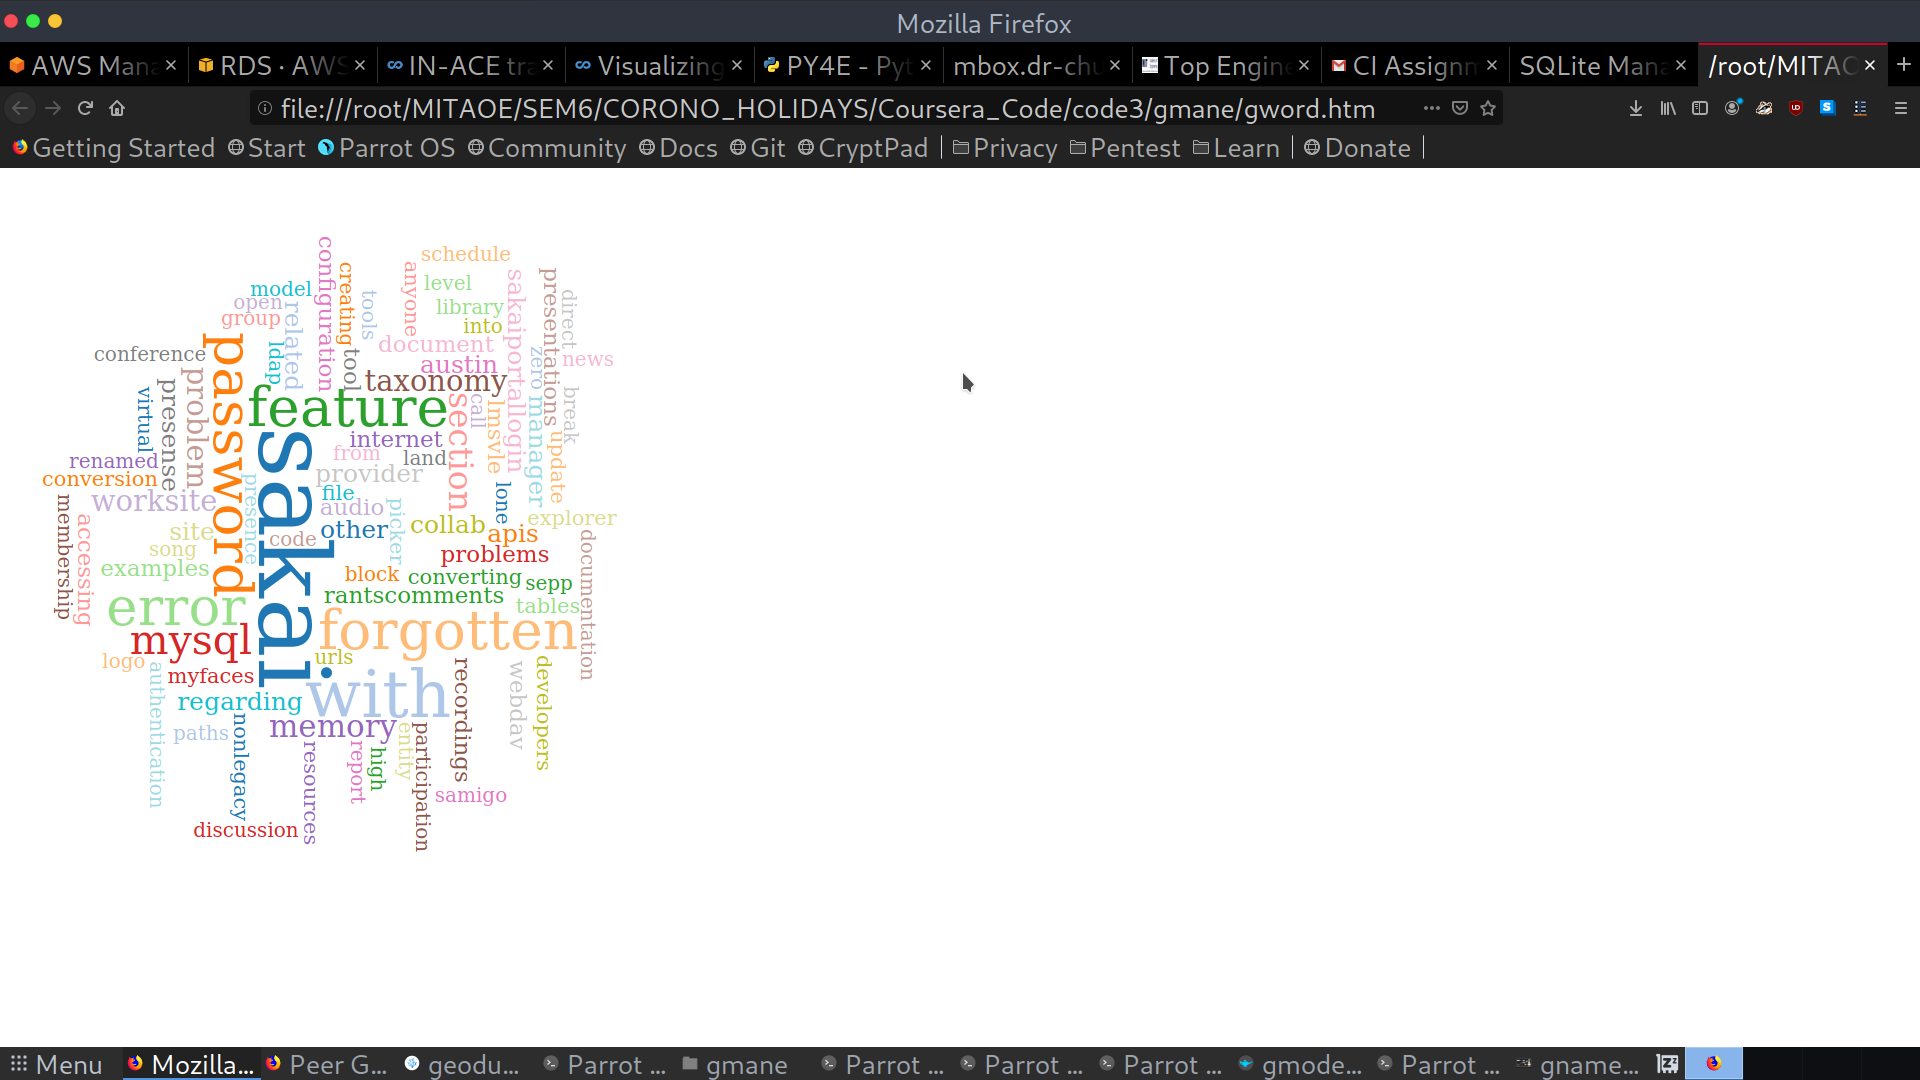 Mozilla Firefox
AWS Mana
RDS · AWS
IN-ACE tra
Visualizing
PY4E - Pyt
mbox.dr-chu
Top Engine
CI Assignm
SQLite Mana
/root/MITAO
file:///root/MITAOE/SEM6/CORONO_HOLIDAYS/Coursera_Code/code3/gmane/gword.htm
Getting Started
Start
Parrot OS
Community
Docs
Git
CryptPad
Privacy
Pentest
Learn
Donate
schedule
configuration
creating
anyone
level
sakaiportallogin
presentations
direct
model
open
group
related
tools
library
into
document
austin
zero
news
conference
password
ldap
tool
taxonomy
feature
section
call
lmsvle
manager
break
update
virtual
presense
problem
internet
from
land
provider
renamed
conversion
worksite
presence
sakai
file
audio
picker
other
collab
lone
apis
explorer
membership
accessing
site
song
code
examples
problems
documentation
block
converting
sepp
rantscomments
tables
error
mysql
forgotten
urls
logo
authentication
myfaces
with
recordings
webdav
developers
regarding
memory
paths
nonlegacy
resources
report
high
entity
participation
samigo
discussion
Menu
Mozilla...
Peer G...
geodu...
Parrot ...
gmane
Parrot ...
Parrot ...
Parrot ...
gmode...
Parrot ...
gname...